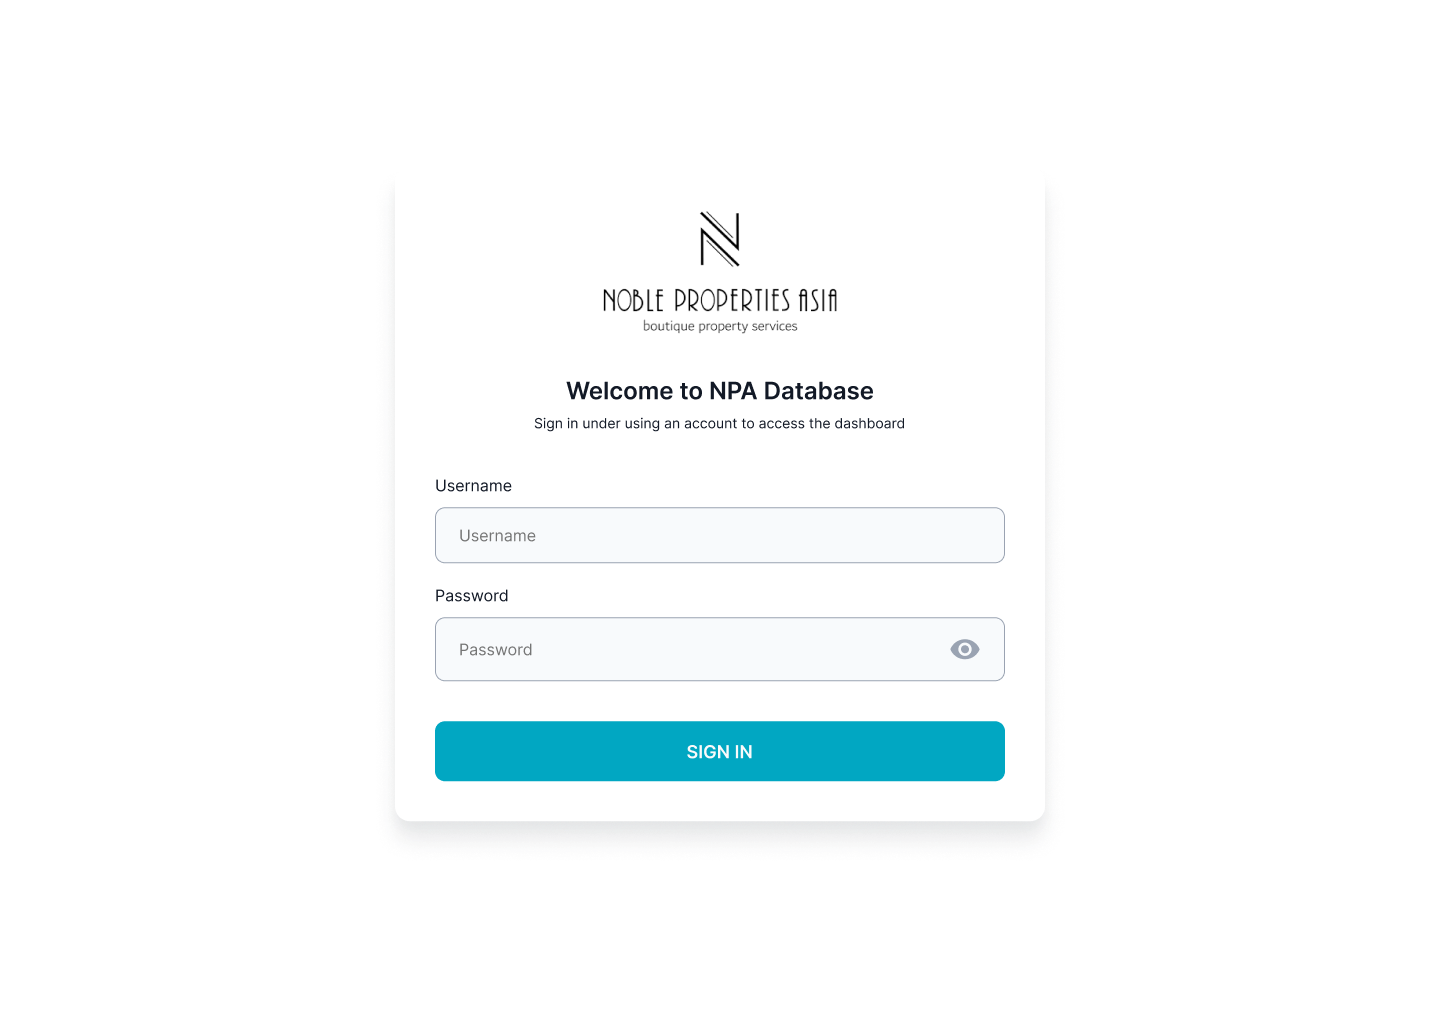 NOBLE PROPERTIES ASIA
boutique property services
Welcome to NPA Database
Sign in under using an account to access the dashboard
Username
Username
Password
Password
SIGN IN